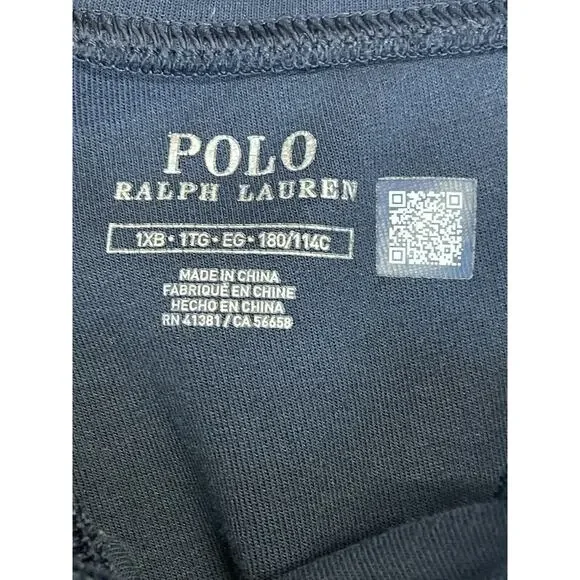 POLO
RALPH LAUREN
1XB • 1TG • EG • 180/114C
MADE IN CHINA
FABRIQUÉ EN CHINE
HECHO EN CHINA
RN 41381 / CA 56658